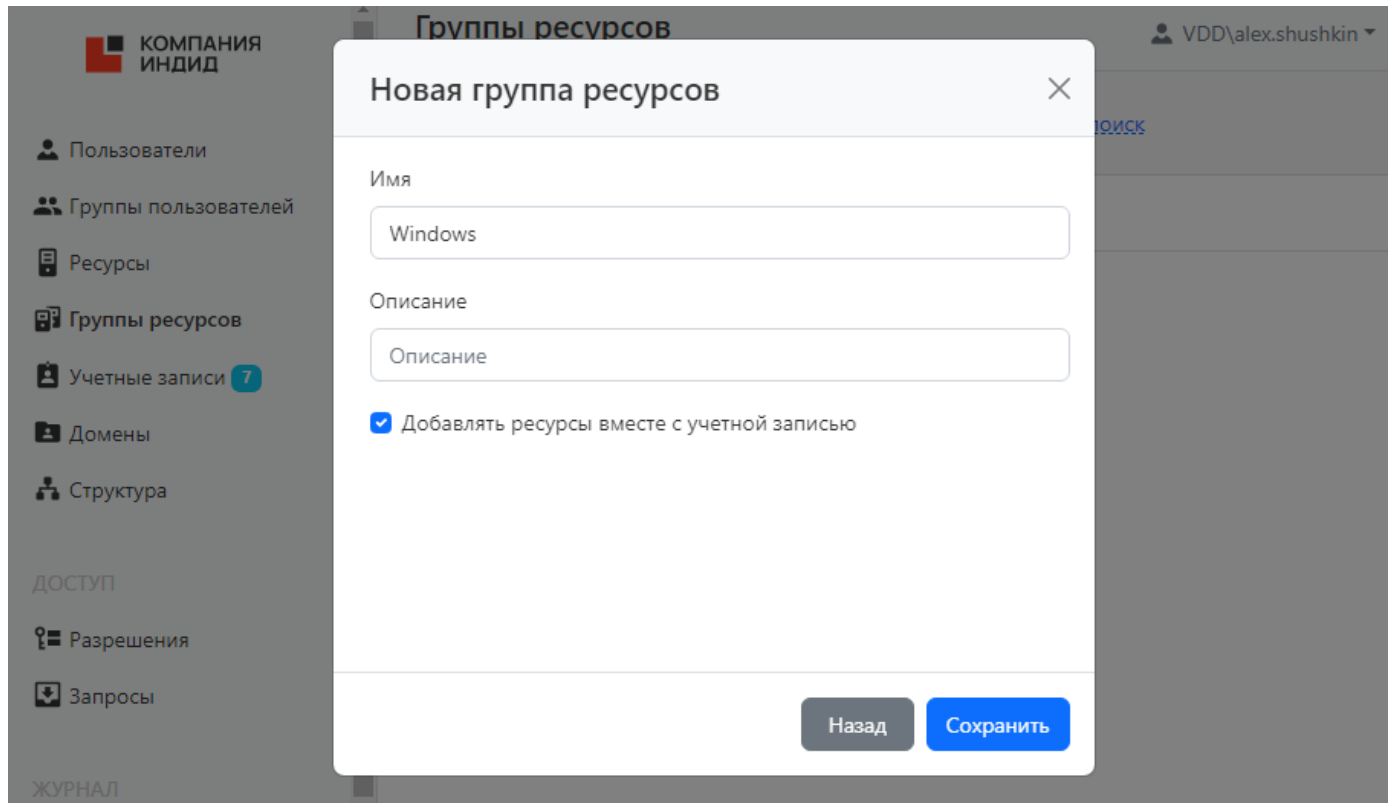 КОМПАНИЯ
ИНДИД
Пользователи
Группы пользователей
Ресурсы
Группы ресурсов
Учетные записи 7
Домены
Структура
ДОСТУП
Разрешения
Запросы
ЖУРНАЛ
Группы ресурсов
VDD\alex.shushkin
поиск
Новая группа ресурсов
Имя
Windows
Описание
Описание
Добавлять ресурсы вместе с учетной записью
Назад
Сохранить